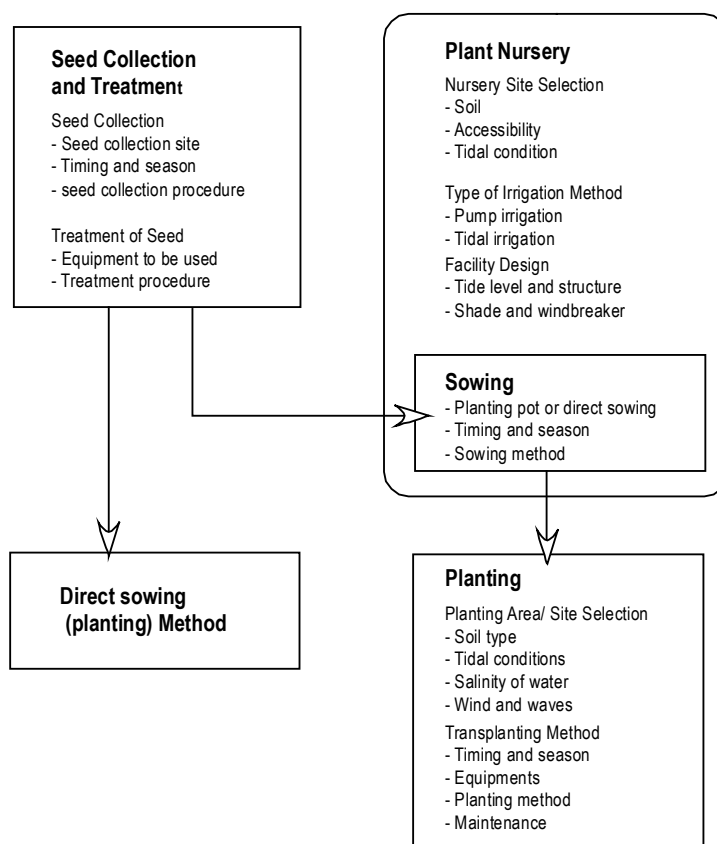 Seed Collection
and Treatment
Seed Collection
- Seed collection site
- Timing and season
- seed collection procedure
Treatment of Seed
- Equipment to be used
- Treatment procedure
Plant Nursery
Nursery Site Selection
- Soil
- Accessibility
- Tidal condition
Type of Irrigation Method
- Pump irrigation
- Tidal irrigation
Facility Design
- Tide level and structure
- Shade and windbreaker
Sowing
- Planting pot or direct sowing
- Timing and season
- Sowing method
Direct sowing
(planting) Method
Planting
Planting Area/ Site Selection
- Soil type
- Tidal conditions
- Salinity of water
- Wind and waves
Transplanting Method
- Timing and season
- Equipments
- Planting method
- Maintenance